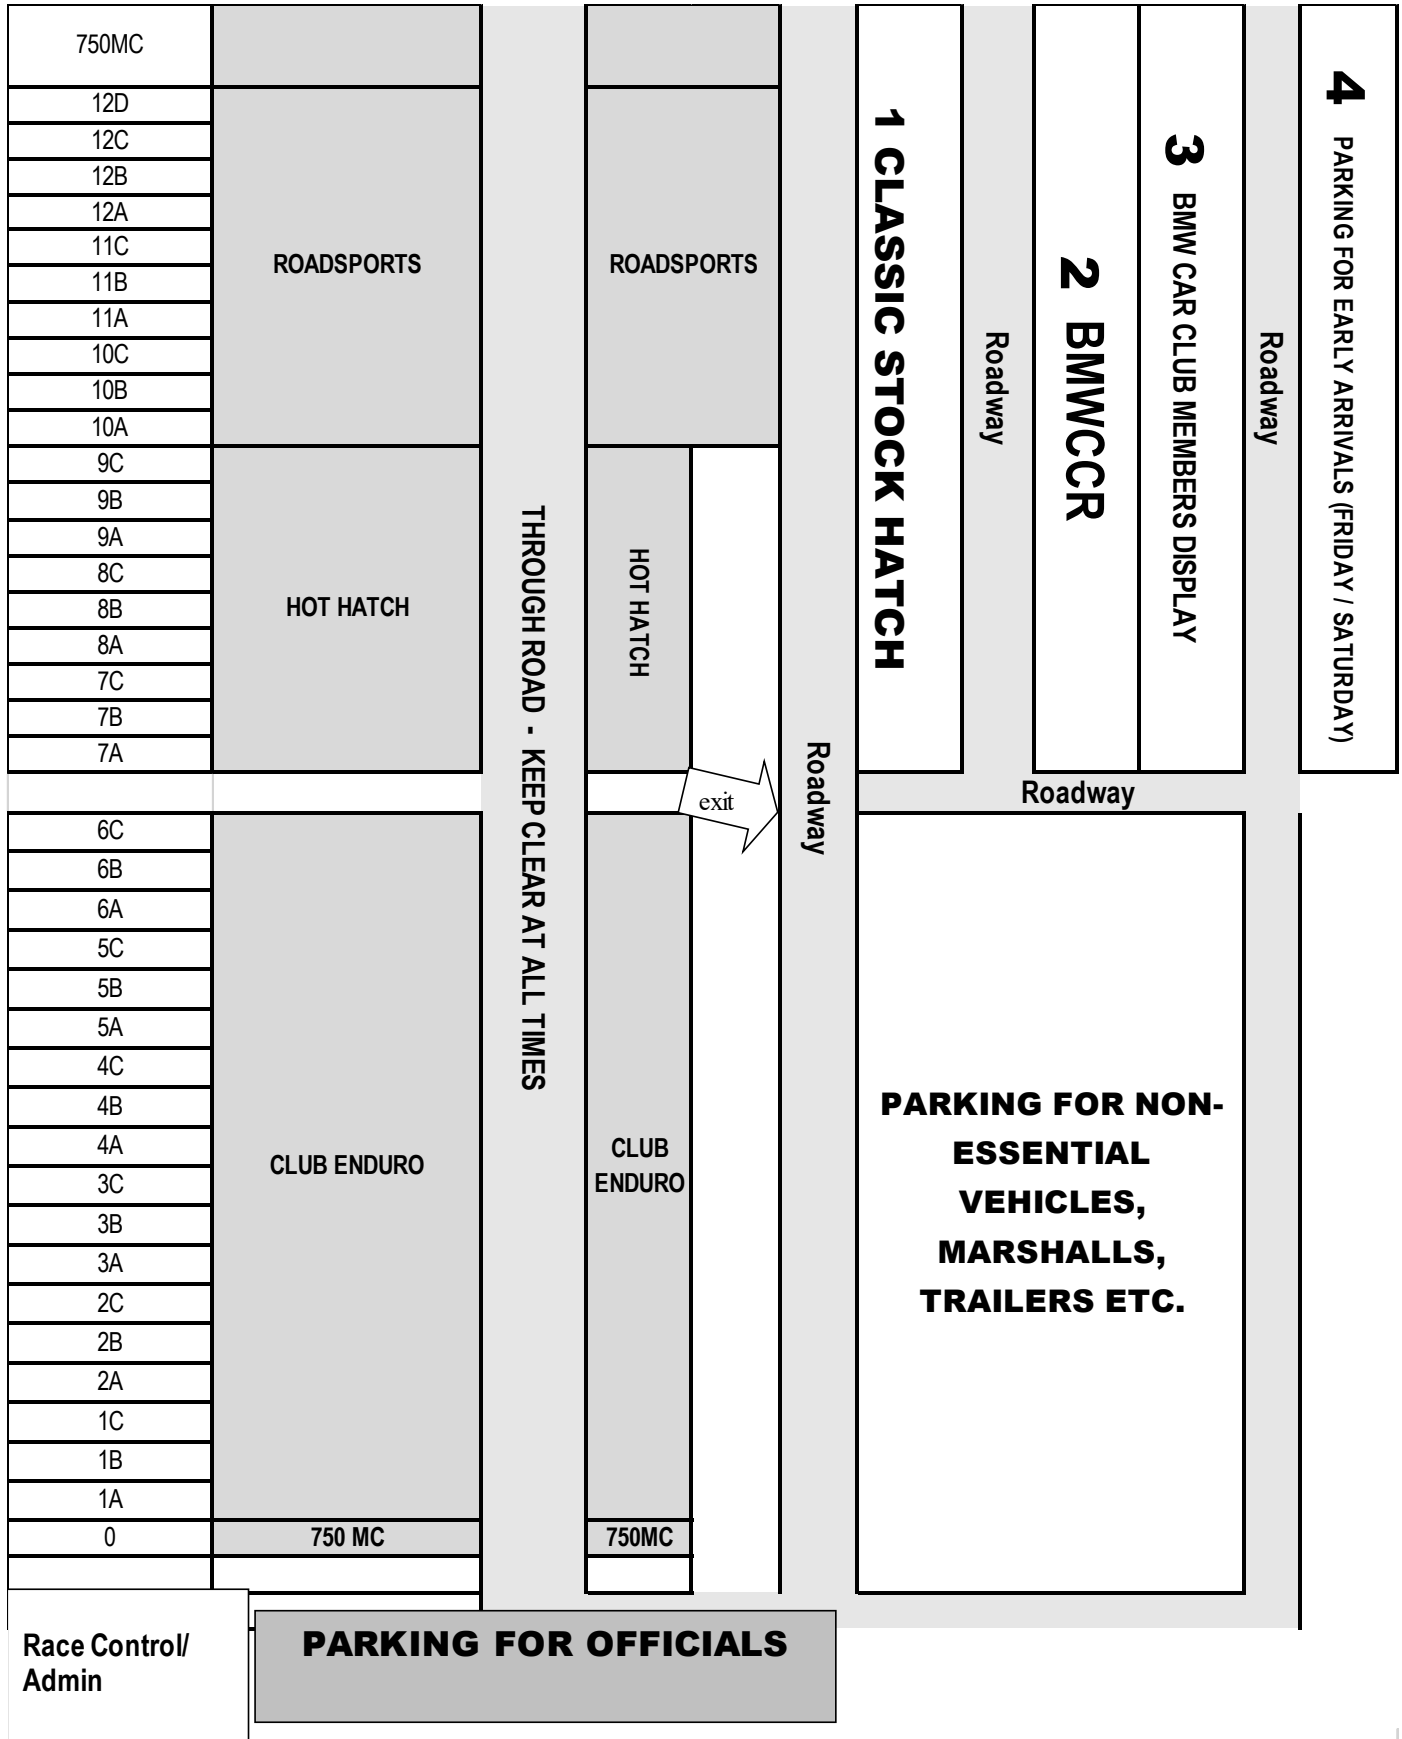 750MC
12D
12C
12B
12A
11C
11B
11A
10C
10B
10A
9C
9B
9A
8C
8B
8A
7C
7B
7A
6C
6B
6A
5C
5B
5A
4C
4B
4A
3C
3B
3A
2C
2B
2A
1C
1B
1A
0
ROADSPORTS
HOT HATCH
CLUB ENDURO
750 MC
THROUGH ROAD - KEEP CLEAR AT ALL TIMES
ROADSPORTS
HOT HATCH
exit
CLUB
ENDURO
750MC
Roadway
1 CLASSIC STOCK HATCH
Roadway
2 BMWCCR
3 BMW CAR CLUB MEMBERS DISPLAY
Roadway
4 PARKING FOR EARLY ARRIVALS (FRIDAY / SATURDAY)
Roadway
PARKING FOR NON-
ESSENTIAL
VEHICLES,
MARSHALLS,
TRAILERS ETC.
Race Control/
Admin
PARKING FOR OFFICIALS